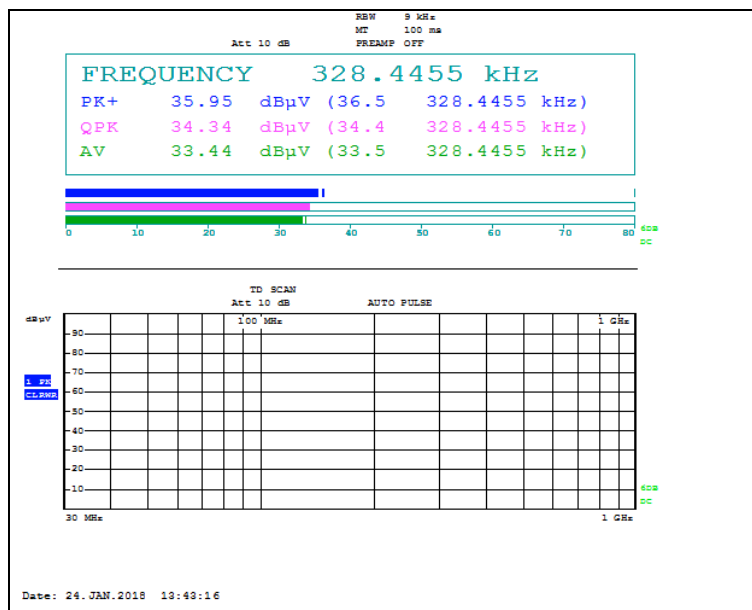 RBW 9 kHz
MT 100 ms
Att 10 dB PREAMP OFF
FREQUENCY 328.4455 kHz
PK+ 35.95 dBµV (36.5 328.4455 kHz)
QPK 34.34 dBµV (34.4 328.4455 kHz)
AV 33.44 dBµV (33.5 328.4455 kHz)
0 10 20 30 40 50 60 70 80
6DB
DC
TD SCAN
Att 10 dB AUTO PULSE
dBµV 100 MHz 1 GHz
90
80
70
1 PK
60
CLRWR
50
40
30
20
10
6DB
DC
30 MHz 1 GHz
Date: 24.JAN.2018 13:43:16